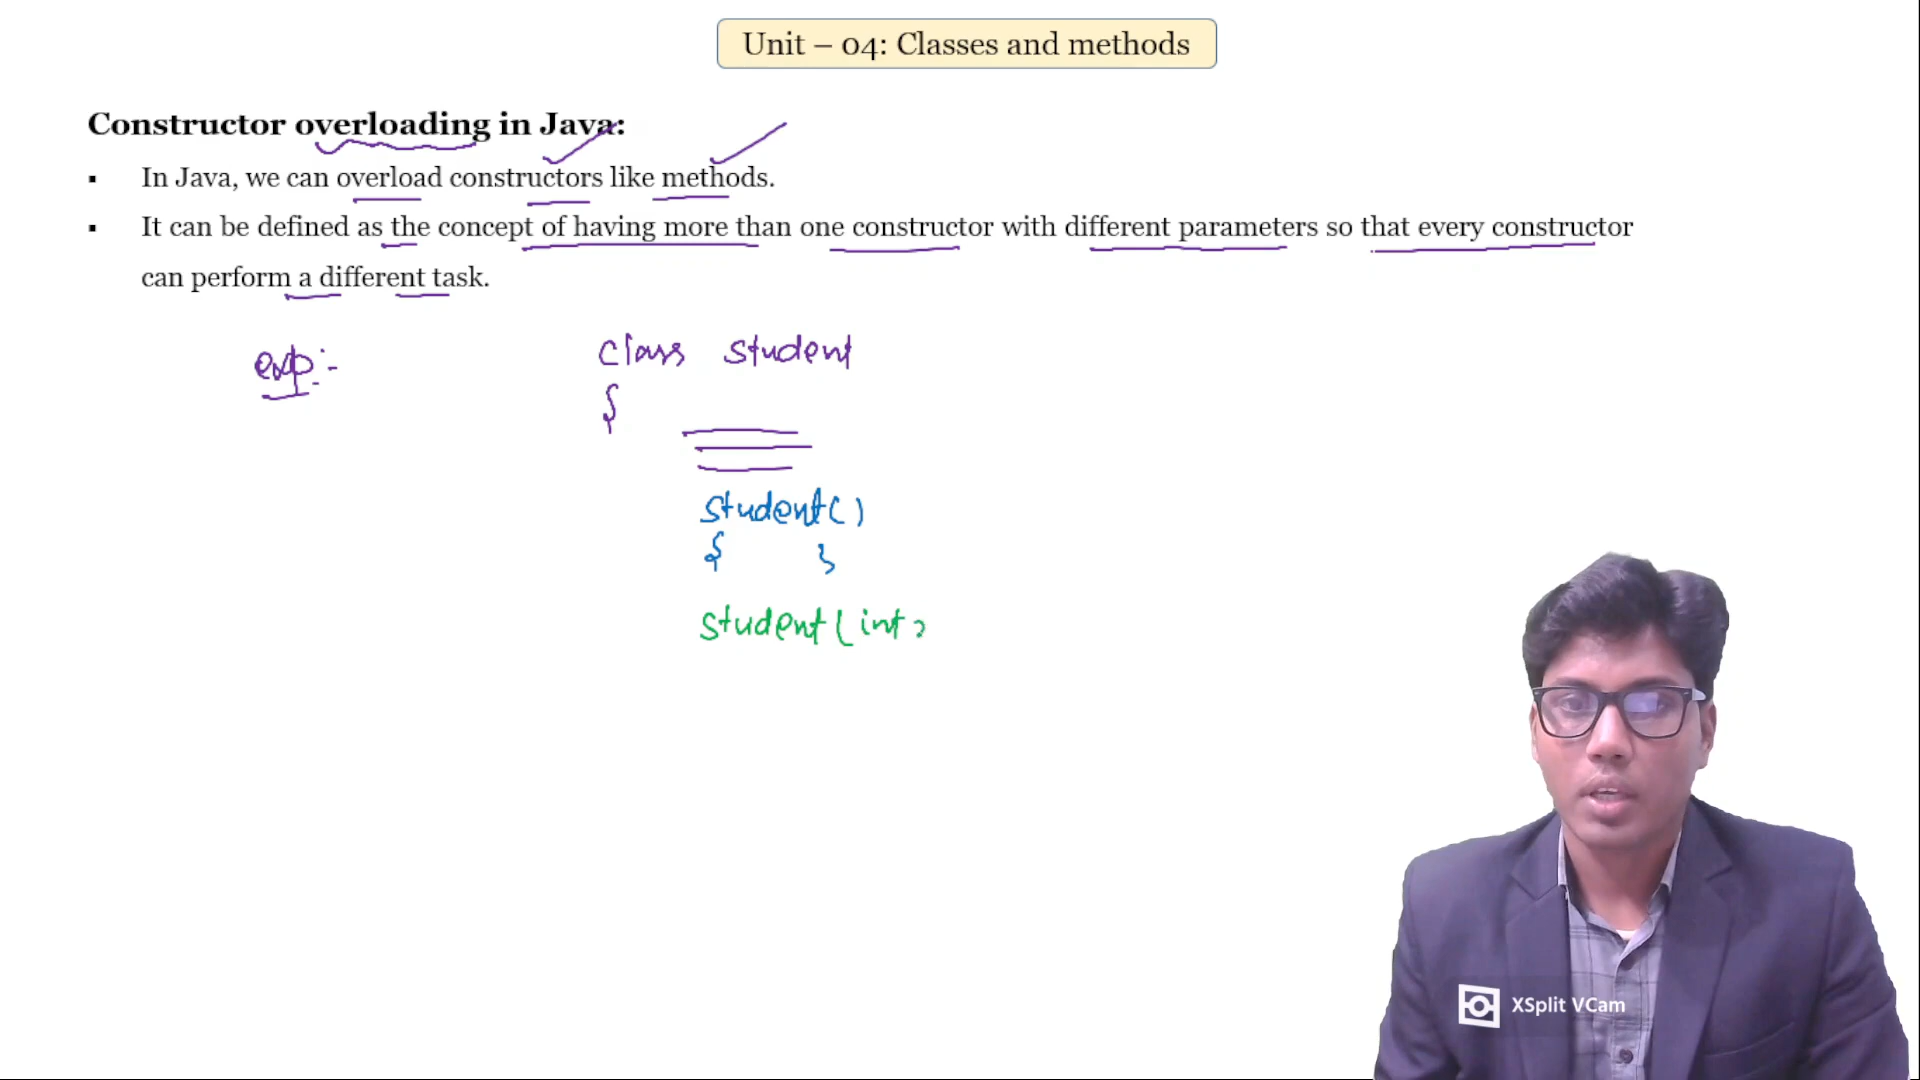 Unit – 04: Classes and methods
Constructor overloading in Java:
▪ In Java, we can overload constructors like methods.
▪ It can be defined as the concept of having more than one constructor with different parameters so that every constructor
can perform a different task.
exp:-
class student
{
student()
{ }
student(int,
XSplit VCam